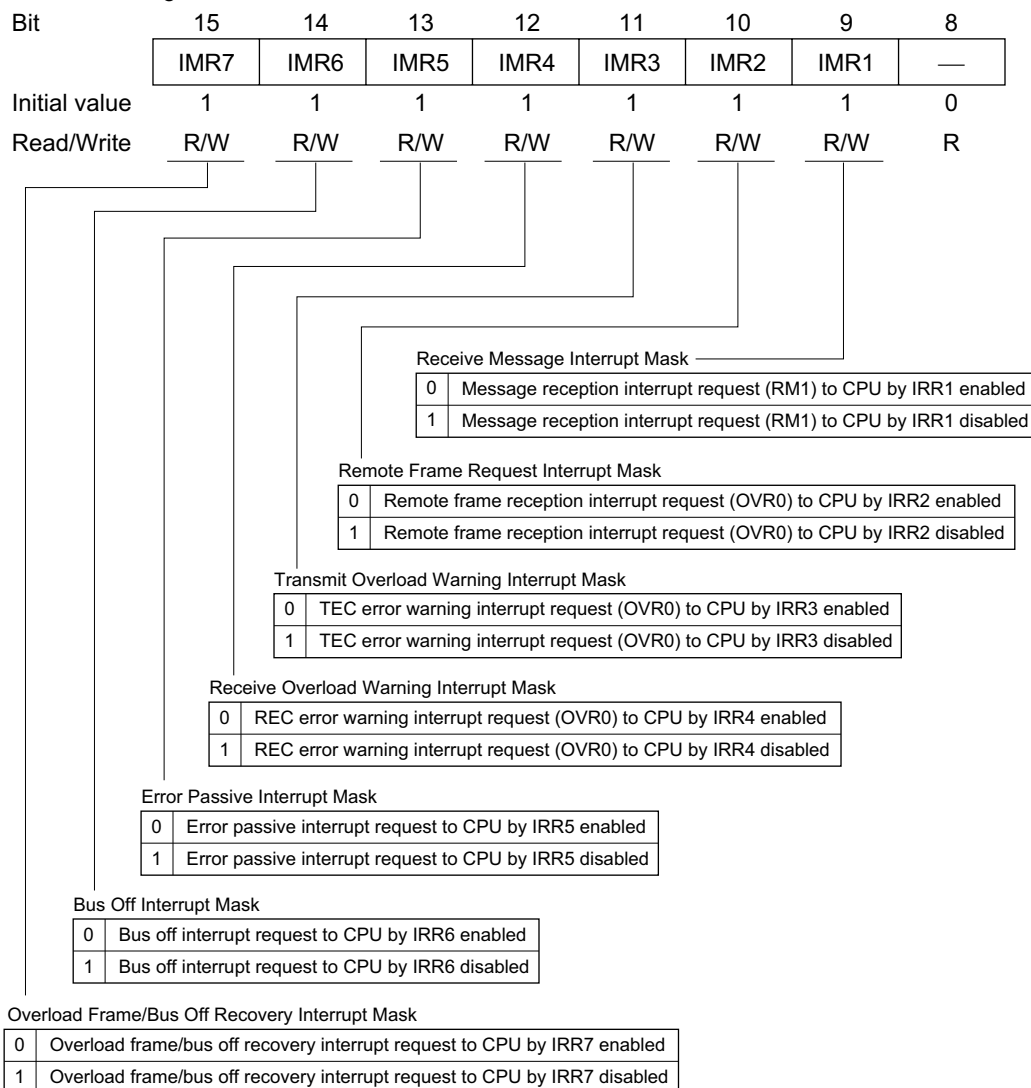 Bit 15 14 13 12 11 10 9 8
IMR7 IMR6 IMR5 IMR4 IMR3 IMR2 IMR1 —
Initial value 1 1 1 1 1 1 1 0
Read/Write R/W R/W R/W R/W R/W R/W R/W R
Receive Message Interrupt Mask
0 Message reception interrupt request (RM1) to CPU by IRR1 enabled
1 Message reception interrupt request (RM1) to CPU by IRR1 disabled
Remote Frame Request Interrupt Mask
0 Remote frame reception interrupt request (OVR0) to CPU by IRR2 enabled
1 Remote frame reception interrupt request (OVR0) to CPU by IRR2 disabled
Transmit Overload Warning Interrupt Mask
0 TEC error warning interrupt request (OVR0) to CPU by IRR3 enabled
1 TEC error warning interrupt request (OVR0) to CPU by IRR3 disabled
Receive Overload Warning Interrupt Mask
0 REC error warning interrupt request (OVR0) to CPU by IRR4 enabled
1 REC error warning interrupt request (OVR0) to CPU by IRR4 disabled
Error Passive Interrupt Mask
0 Error passive interrupt request to CPU by IRR5 enabled
1 Error passive interrupt request to CPU by IRR5 disabled
Bus Off Interrupt Mask
0 Bus off interrupt request to CPU by IRR6 enabled
1 Bus off interrupt request to CPU by IRR6 disabled
Overload Frame/Bus Off Recovery Interrupt Mask
0 Overload frame/bus off recovery interrupt request to CPU by IRR7 enabled
1 Overload frame/bus off recovery interrupt request to CPU by IRR7 disabled